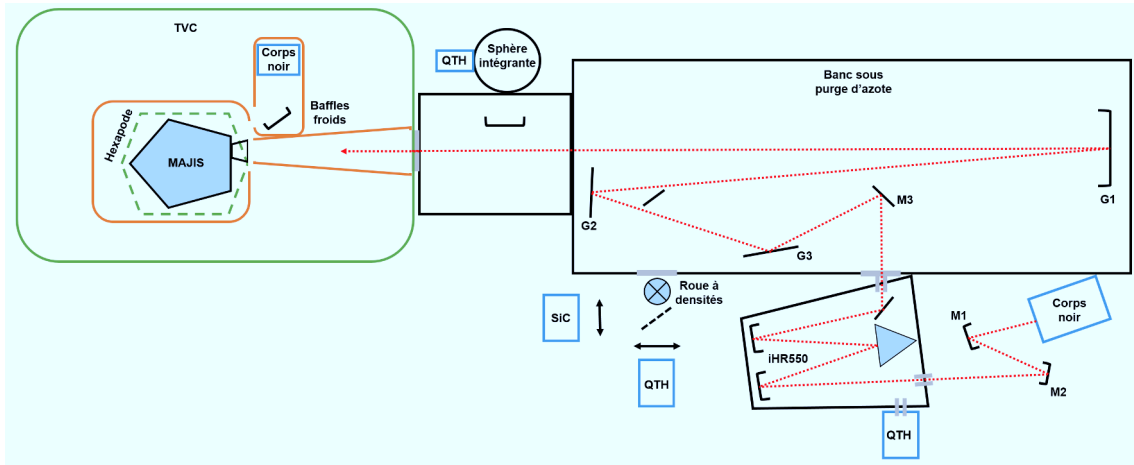 TVC
Corps
noir
QTH
Sphère
intégrante
Banc sous
purge d'azote
Baffles
froids
Hexapode
MAJIS
G1
G2
M3
G3
SiC
Roue à
densités
QTH
iHR550
M1
Corps
noir
M2
QTH